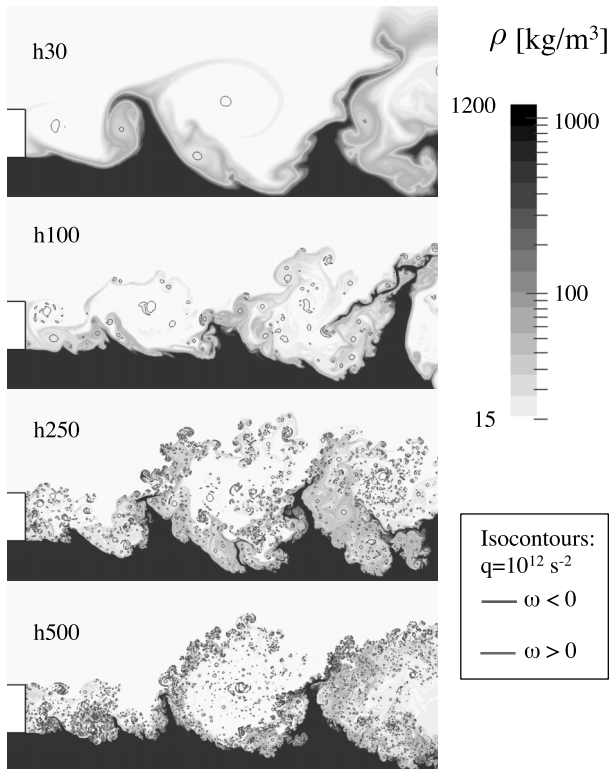 h30
ρ [kg/m³]
1200
1000
100
15
h100
h250
h500
Isocontours:
q=10¹² s⁻²
ω < 0
ω > 0